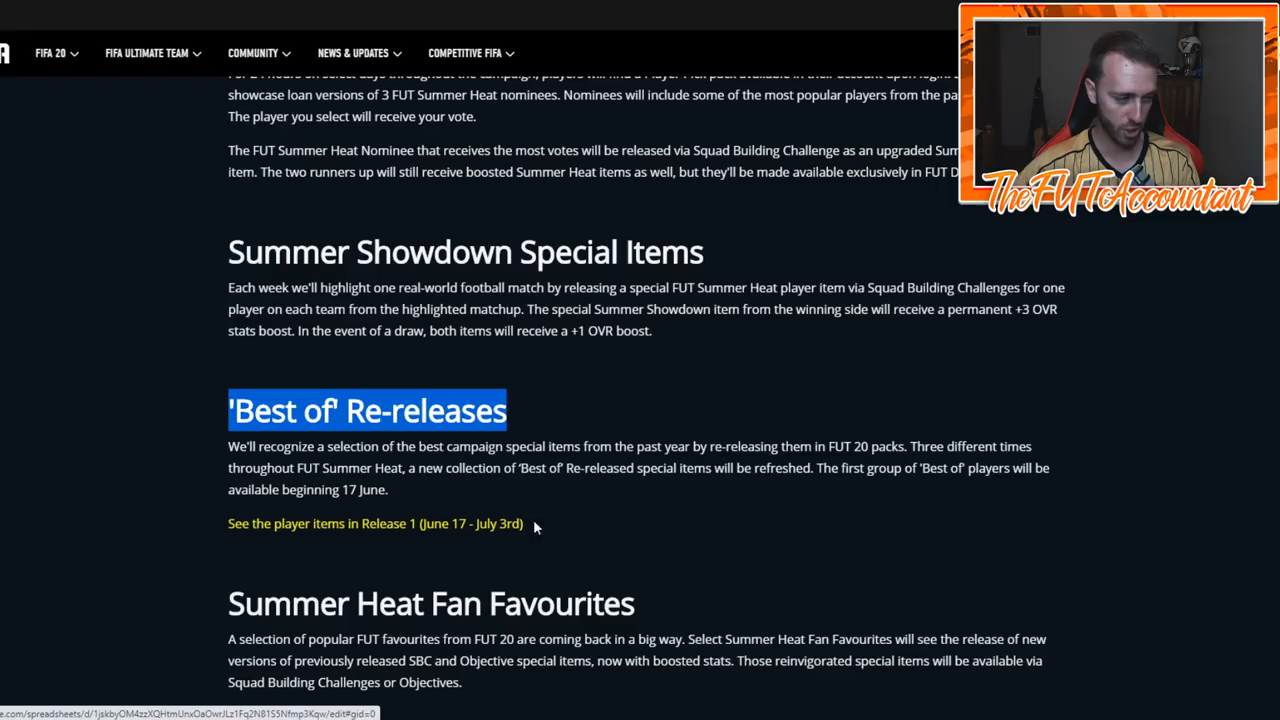 A
FIFA 20
FIFA ULTIMATE TEAM
COMMUNITY
NEWS & UPDATES
COMPETITIVE FIFA
showcase loan versions of 3 FUT Summer Heat nominees. Nominees will include some of the most popular players from the pa
The player you select will receive your vote.
The FUT Summer Heat Nominee that receives the most votes will be released via Squad Building Challenge as an upgraded Sum
item. The two runners up will still receive boosted Summer Heat items as well, but they'll be made available exclusively in FUT D
TheFUTAccountant
Summer Showdown Special Items
Each week we'll highlight one real-world football match by releasing a special FUT Summer Heat player item via Squad Building Challenges for one
player on each team from the highlighted matchup. The special Summer Showdown item from the winning side will receive a permanent +3 OVR
stats boost. In the event of a draw, both items will receive a +1 OVR boost.
'Best of' Re-releases
We'll recognize a selection of the best campaign special items from the past year by re-releasing them in FUT 20 packs. Three different times
throughout FUT Summer Heat, a new collection of 'Best of' Re-released special items will be refreshed. The first group of 'Best of' players will be
available beginning 17 June.
See the player items in Release 1 (June 17 - July 3rd)
Summer Heat Fan Favourites
A selection of popular FUT favourites from FUT 20 are coming back in a big way. Select Summer Heat Fan Favourites will see the release of new
versions of previously released SBC and Objective special items, now with boosted stats. Those reinvigorated special items will be available via
Squad Building Challenges or Objectives.